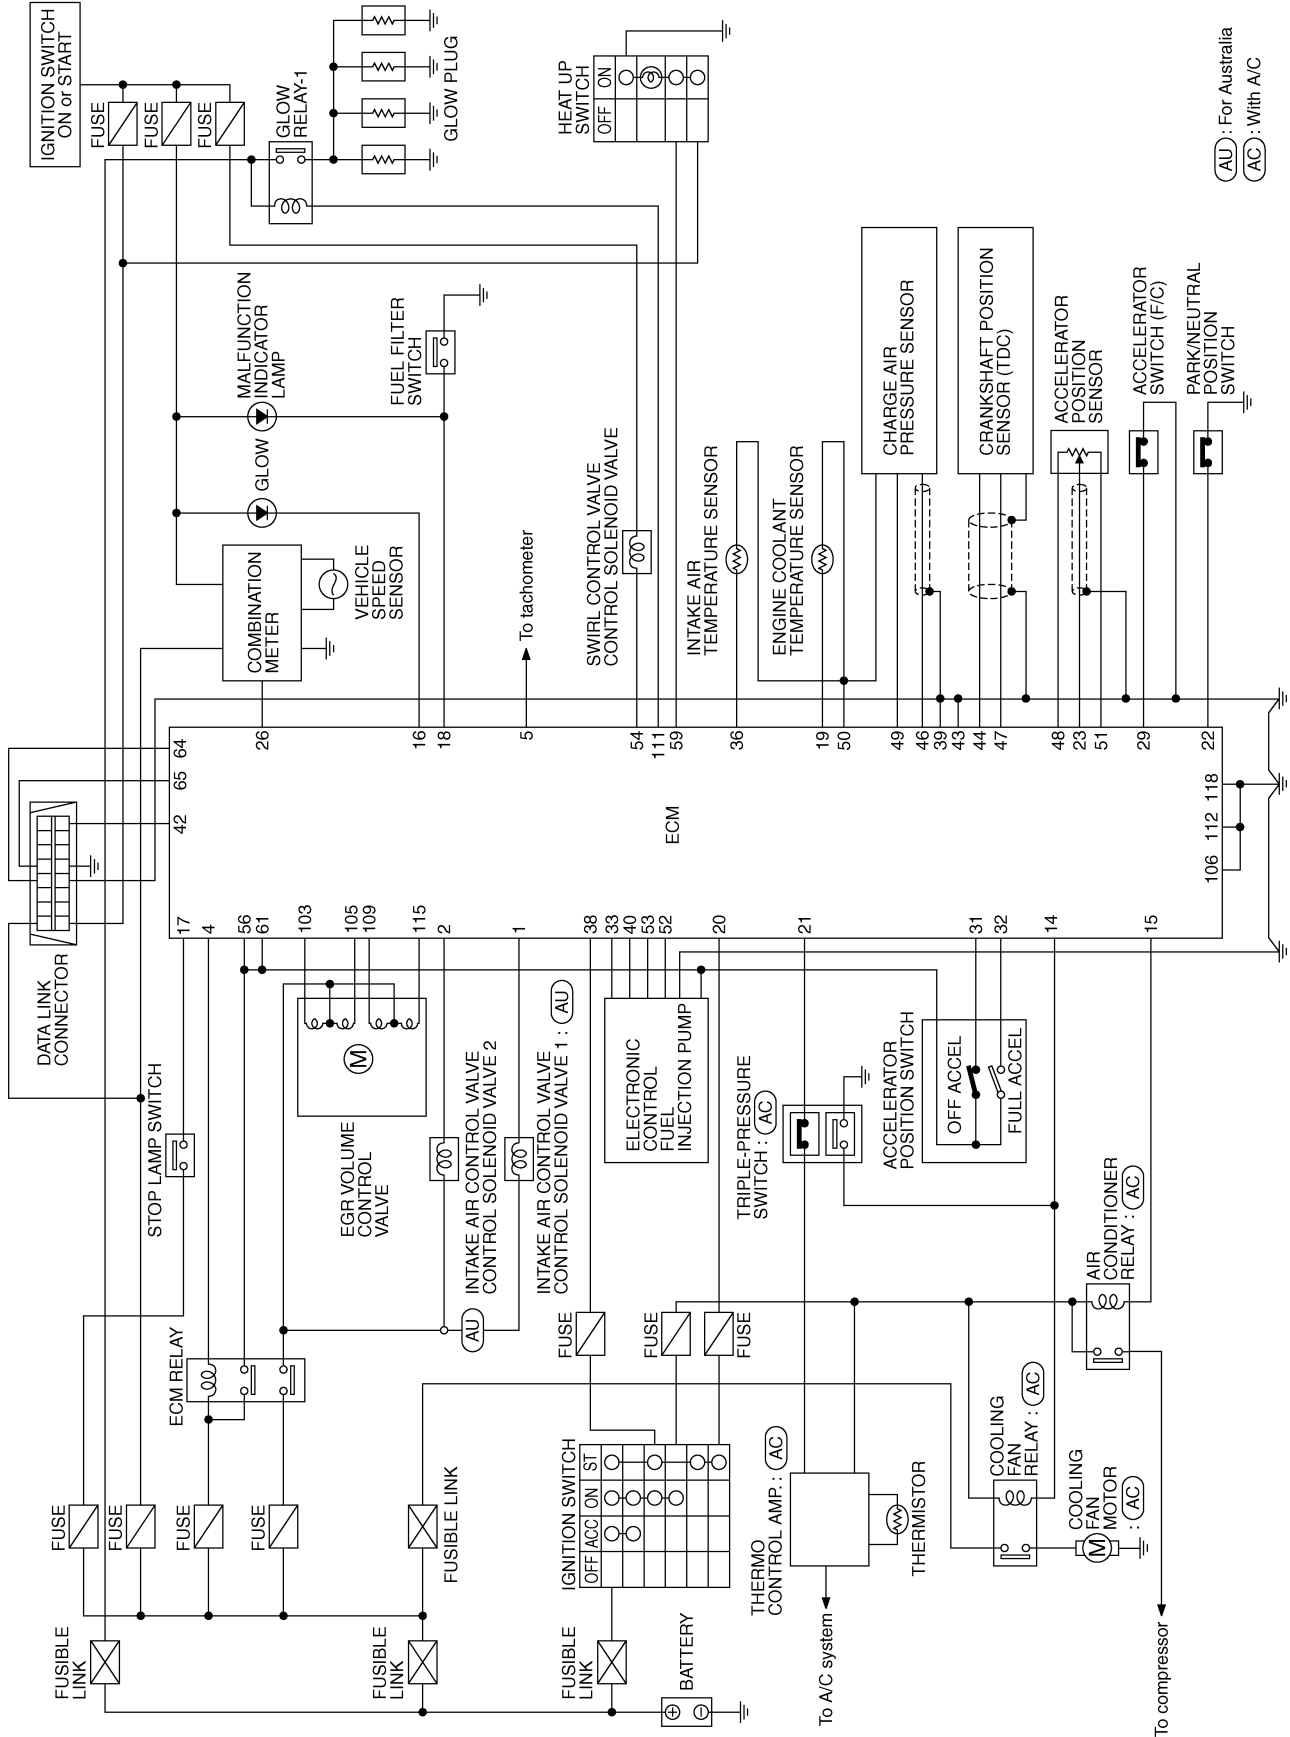 IGNITION SWITCH
ON or START
FUSE
FUSE
FUSE
GLOW
RELAY-1
GLOW PLUG
HEAT UP
SWITCH
OFF
ON
AU : For Australia
AC : With A/C
MALFUNCTION
INDICATOR
LAMP
GLOW
FUEL FILTER
SWITCH
COMBINATION
METER
VEHICLE
SPEED
SENSOR
To tachometer
SWIRL CONTROL VALVE
CONTROL SOLENOID VALVE
INTAKE AIR
TEMPERATURE SENSOR
ENGINE COOLANT
TEMPERATURE SENSOR
CHARGE AIR
PRESSURE SENSOR
CRANKSHAFT POSITION
SENSOR (TDC)
ACCELERATOR
POSITION
SENSOR
ACCELERATOR
SWITCH (F/C)
PARK/NEUTRAL
POSITION
SWITCH
64
65
42
26
16
18
5
54
111
59
36
19
50
49
46
39
43
44
47
48
23
51
29
22
118
112
106
ECM
17
4
56
61
103
105
109
115
2
1
38
33
40
53
52
20
21
31
32
14
15
DATA LINK
CONNECTOR
STOP LAMP SWITCH
M
EGR VOLUME
CONTROL
VALVE
INTAKE AIR CONTROL VALVE
CONTROL SOLENOID VALVE 2
INTAKE AIR CONTROL VALVE
CONTROL SOLENOID VALVE 1 : AU
AU
ELECTRONIC
CONTROL
FUEL
INJECTION PUMP
TRIPLE-PRESSURE
SWITCH : AC
ACCELERATOR
POSITION SWITCH
OFF ACCEL
FULL ACCEL
AIR
CONDITIONER
RELAY : AC
ECM RELAY
FUSE
FUSE
FUSE
FUSE
FUSE
FUSE
FUSE
FUSIBLE LINK
IGNITION SWITCH
OFF
ACC
ON
ST
THERMO
CONTROL AMP. : AC
THERMISTOR
COOLING
FAN
RELAY : AC
COOLING
FAN
MOTOR
: AC
M
FUSIBLE
LINK
FUSIBLE
LINK
FUSIBLE
LINK
BATTERY
+
−
To A/C system
To compressor